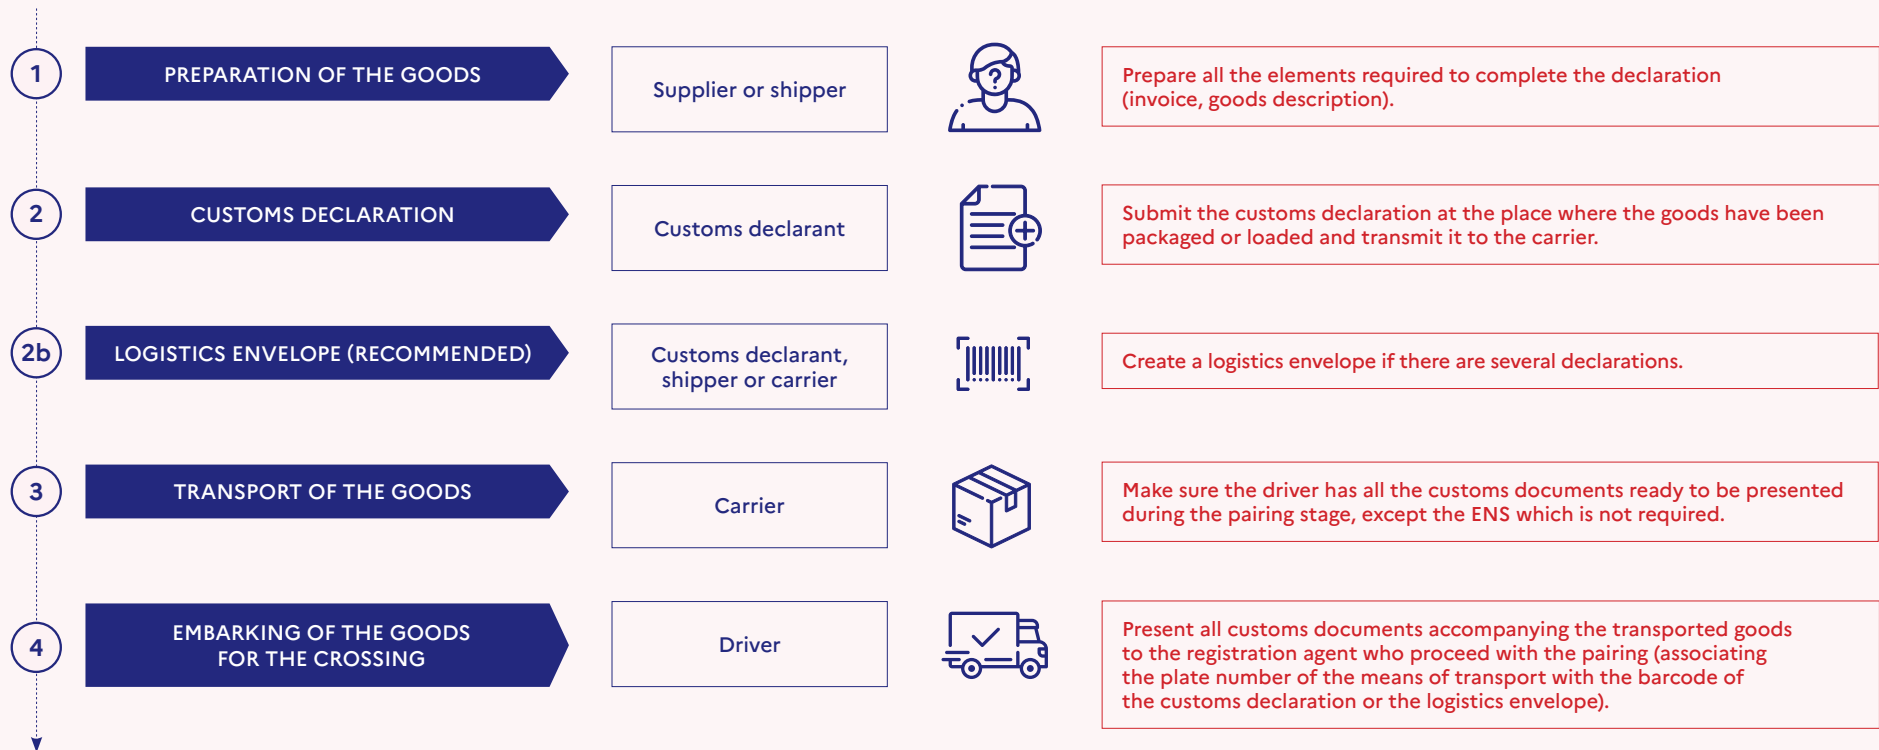 1
PREPARATION OF THE GOODS
Supplier or shipper
?
Prepare all the elements required to complete the declaration
(invoice, goods description).
2
CUSTOMS DECLARATION
Customs declarant
Submit the customs declaration at the place where the goods have been
packaged or loaded and transmit it to the carrier.
2b
LOGISTICS ENVELOPE (RECOMMENDED)
Customs declarant,
shipper or carrier
Create a logistics envelope if there are several declarations.
3
TRANSPORT OF THE GOODS
Carrier
Make sure the driver has all the customs documents ready to be presented
during the pairing stage, except the ENS which is not required.
4
EMBARKING OF THE GOODS
FOR THE CROSSING
Driver
Present all customs documents accompanying the transported goods
to the registration agent who proceed with the pairing (associating
the plate number of the means of transport with the barcode of
the customs declaration or the logistics envelope).